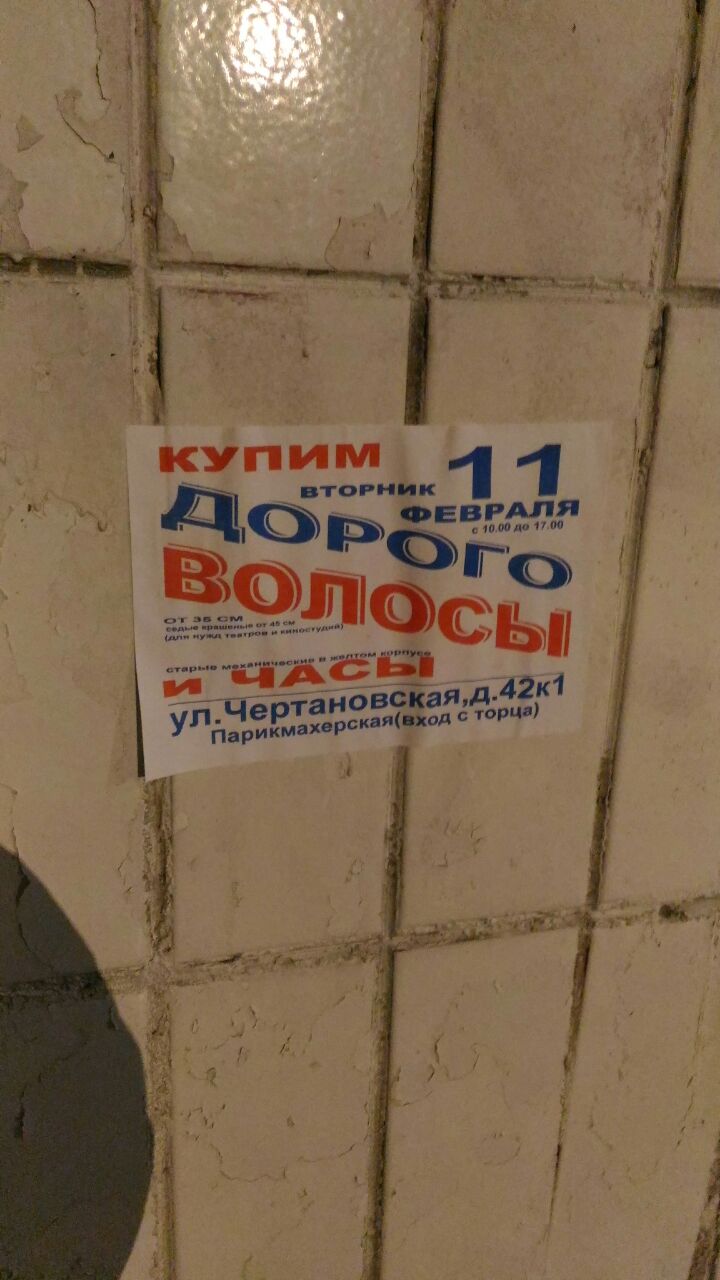 КУПИМ
ВТОРНИК
11
ФЕВРАЛЯ
с 10.00 до 17.00
ДОРОГО
ВОЛОСЫ
ОТ 35 СМ
седые крашеные от 45 см
(для нужд театров и киностудий)
старые механические в желтом корпусе
И ЧАСЫ
ул.Чертановская,д.42к1
Парикмахерская(вход с торца)